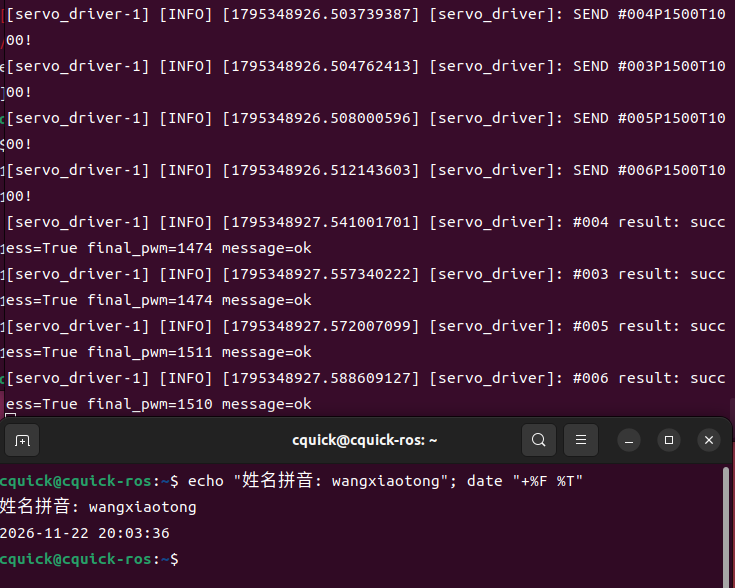 [servo_driver-1] [INFO] [1795348926.503739387] [servo_driver]: SEND #004P1500T10
00!
[servo_driver-1] [INFO] [1795348926.504762413] [servo_driver]: SEND #003P1500T10
00!
[servo_driver-1] [INFO] [1795348926.508000596] [servo_driver]: SEND #005P1500T10
00!
[servo_driver-1] [INFO] [1795348926.512143603] [servo_driver]: SEND #006P1500T10
00!
[servo_driver-1] [INFO] [1795348927.541001701] [servo_driver]: #004 result: succ
ess=True final_pwm=1474 message=ok
[servo_driver-1] [INFO] [1795348927.557340222] [servo_driver]: #003 result: succ
ess=True final_pwm=1474 message=ok
[servo_driver-1] [INFO] [1795348927.572007099] [servo_driver]: #005 result: succ
ess=True final_pwm=1511 message=ok
[servo_driver-1] [INFO] [1795348927.588609127] [servo_driver]: #006 result: succ
ess=True final_pwm=1510 message=ok
cquick@cquick-ros: ~
cquick@cquick-ros:~$ echo "姓名拼音: wangxiaotong"; date "+%F %T"
姓名拼音: wangxiaotong
2026-11-22 20:03:36
cquick@cquick-ros:~$